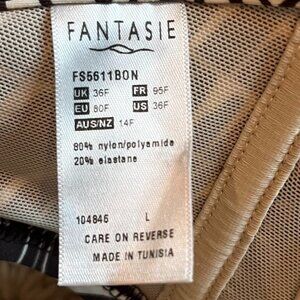 FANTASIE
FS5611BON
UK 36F FR 95F
EU 80F US 36F
AUS/NZ 14F
80% nylon/polyamide
20% elastane
104846 L
CARE ON REVERSE
MADE IN TUNISIA